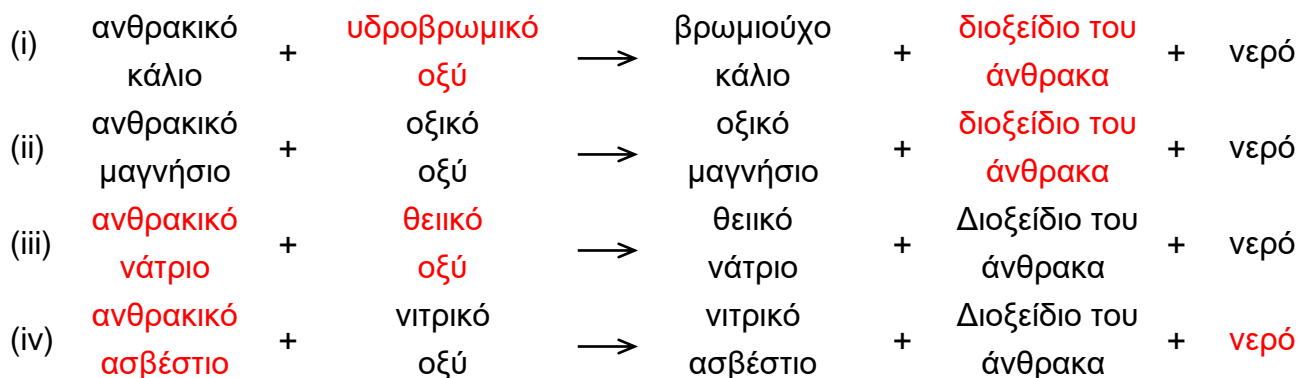 (i) ανθρακικό κάλιο + υδροβρωμικό οξύ → βρωμιούχο κάλιο + διοξείδιο του άνθρακα + νερό
(ii) ανθρακικό μαγνήσιο + οξικό οξύ → οξικό μαγνήσιο + διοξείδιο του άνθρακα + νερό
(iii) ανθρακικό νάτριο + θειικό οξύ → θειικό νάτριο + Διοξείδιο του άνθρακα + νερό
(iv) ανθρακικό ασβέστιο + νιτρικό οξύ → νιτρικό ασβέστιο + Διοξείδιο του άνθρακα + νερό